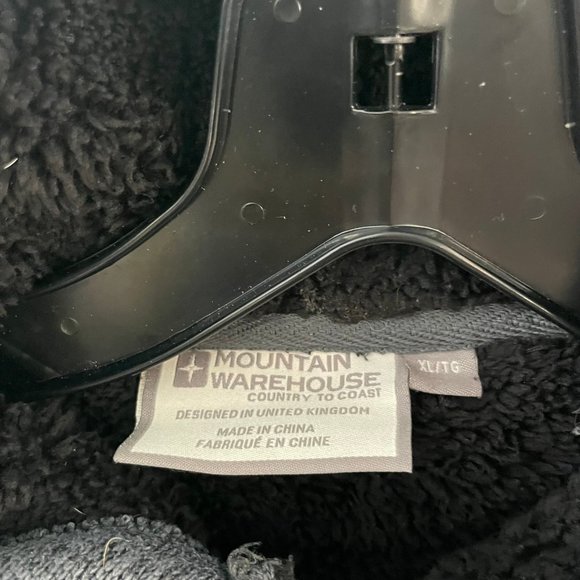 MOUNTAIN
WAREHOUSE
COUNTRY TO COAST
DESIGNED IN UNITED KINGDOM
MADE IN CHINA
FABRIQUÉ EN CHINE
XL/TG